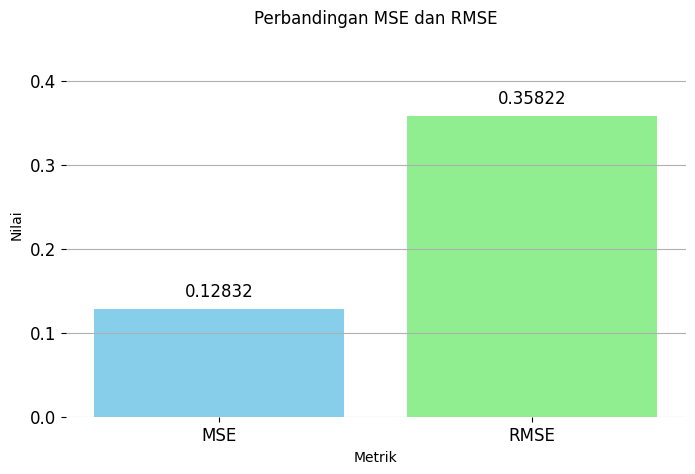 Perbandingan MSE dan RMSE
0.4
0.35822
0.3
Nilai
0.2
0.12832
0.1
0.0
MSE RMSE
Metrik